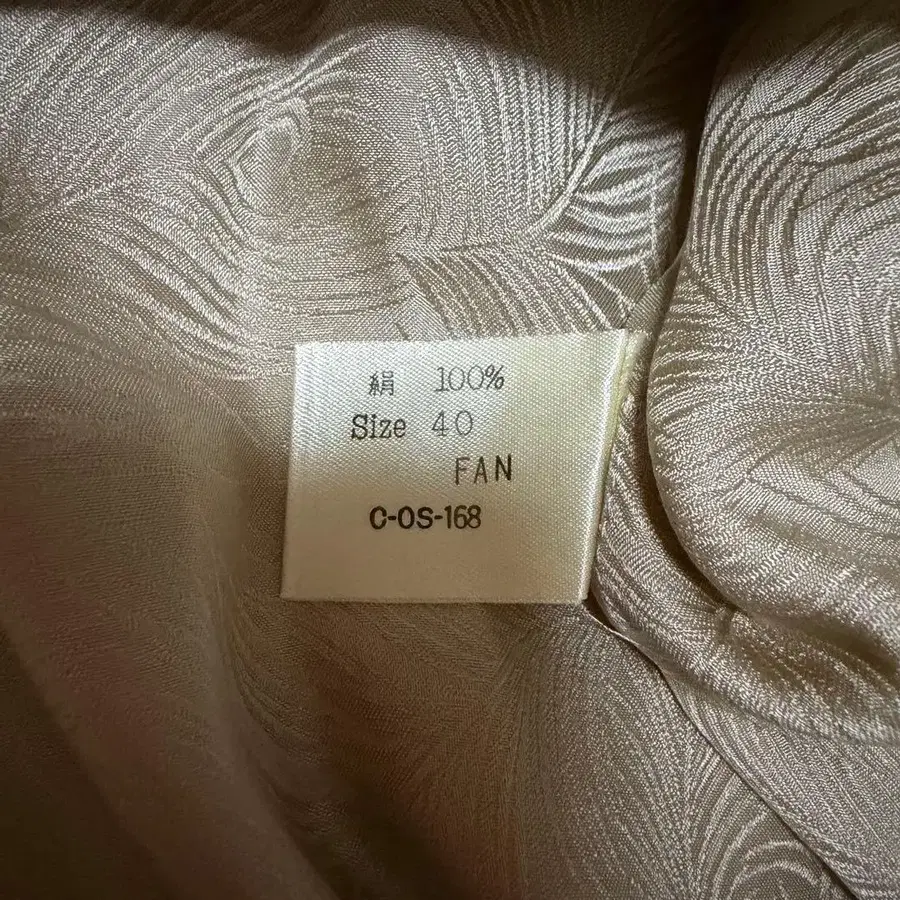 絹 100%
Size 40
FAN
C-OS-168